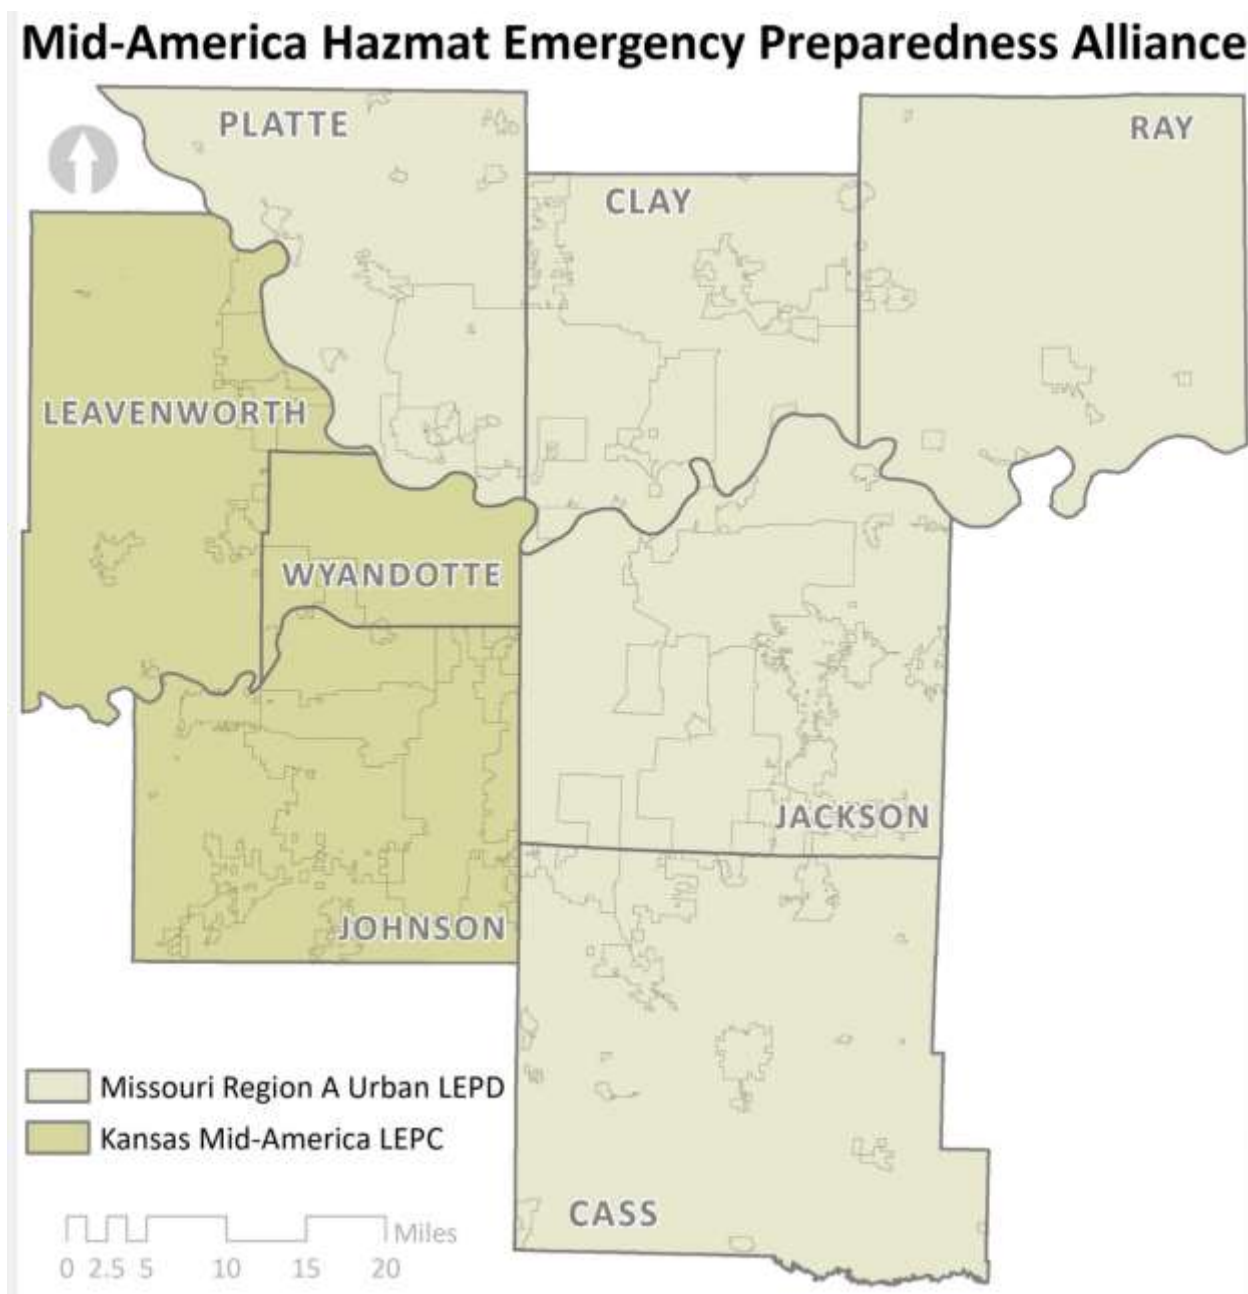 Mid-America Hazmat Emergency Preparedness Alliance
PLATTE
RAY
CLAY
LEAVENWORTH
WYANDOTTE
JACKSON
JOHNSON
Missouri Region A Urban LEPD
Kansas Mid-America LEPC
CASS
Miles
0 2.5 5 10 15 20